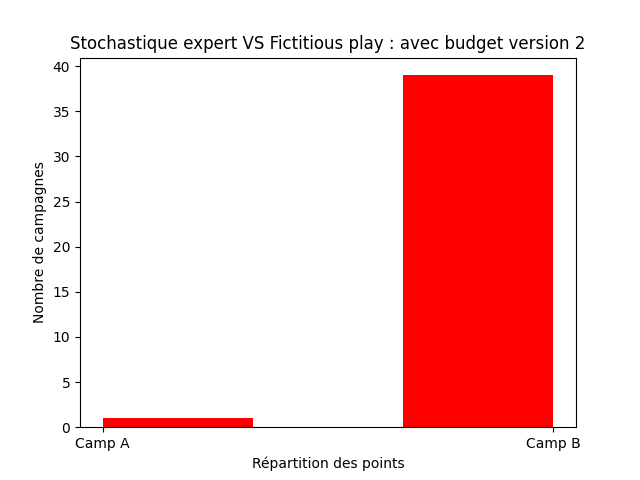 Stochastique expert VS Fictitious play : avec budget version 2
40
35
30
25
20
15
10
5
0
Nombre de campagnes
Camp A
Camp B
Répartition des points